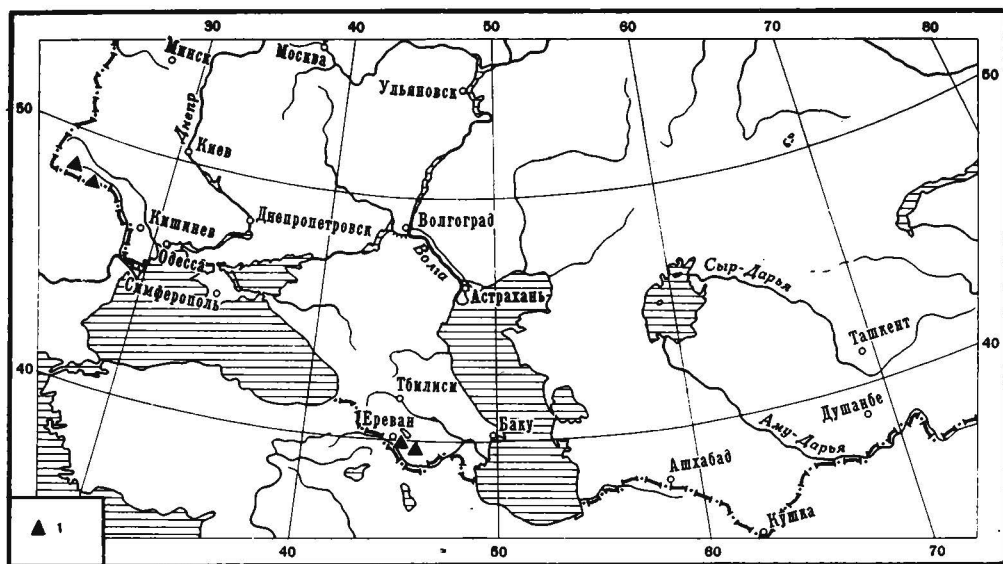 30 40 50 60 70 80
Минск
Москва
50
50
Ульяновск
Днепр
Киев
Кишинев
Днепропетровск
Волгоград
Одесса
Волга
Симферополь
Астрахань
Сыр-Дарья
Ташкент
40
40
Тбилиси
Ереван
Баку
Душанбе
Аму-Дарья
Ашхабад
Кушка
1
40 50 60 70